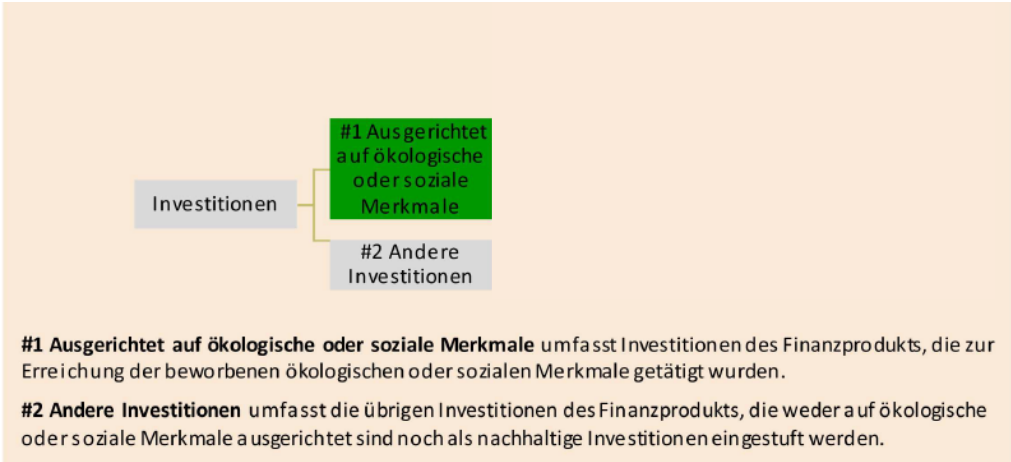 #1 Ausgerichtet
auf ökologische
oder soziale
Merkmale
Investitionen
#2 Andere
Investitionen
#1 Ausgerichtet auf ökologische oder soziale Merkmale umfasst Investitionen des Finanzprodukts, die zur
Erreichung der beworbenen ökologischen oder sozialen Merkmale getätigt wurden.
#2 Andere Investitionen umfasst die übrigen Investitionen des Finanzprodukts, die weder auf ökologische
oder soziale Merkmale ausgerichtet sind noch als nachhaltige Investitionen eingestuft werden.